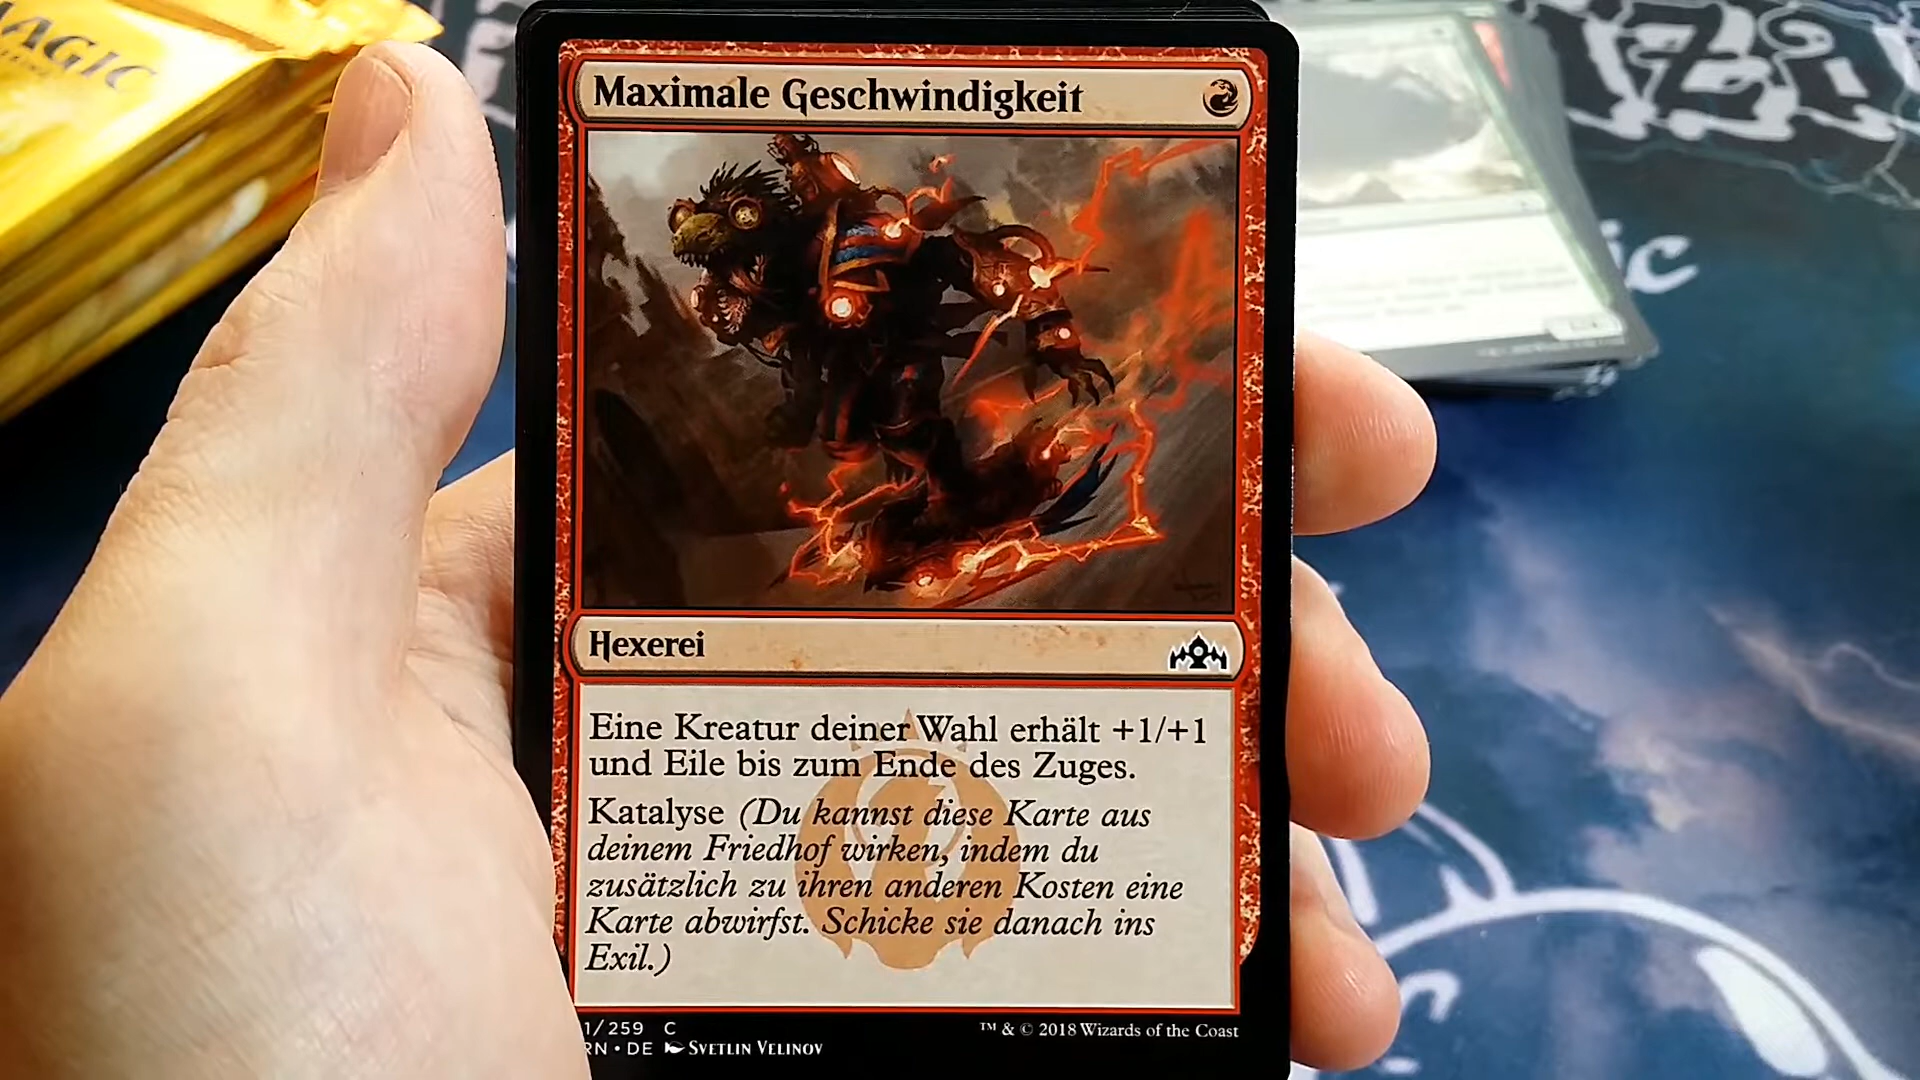 MAGIC
Maximale Geschwindigkeit
Hexerei
Eine Kreatur deiner Wahl erhält +1/+1
und Eile bis zum Ende des Zuges.
Katalyse (Du kannst diese Karte aus
deinem Friedhof wirken, indem du
zusätzlich zu ihren anderen Kosten eine
Karte abwirfst. Schicke sie danach ins
Exil.)
1/259 C
RN • DE SVETLIN VELINOV
™ & © 2018 Wizards of the Coast